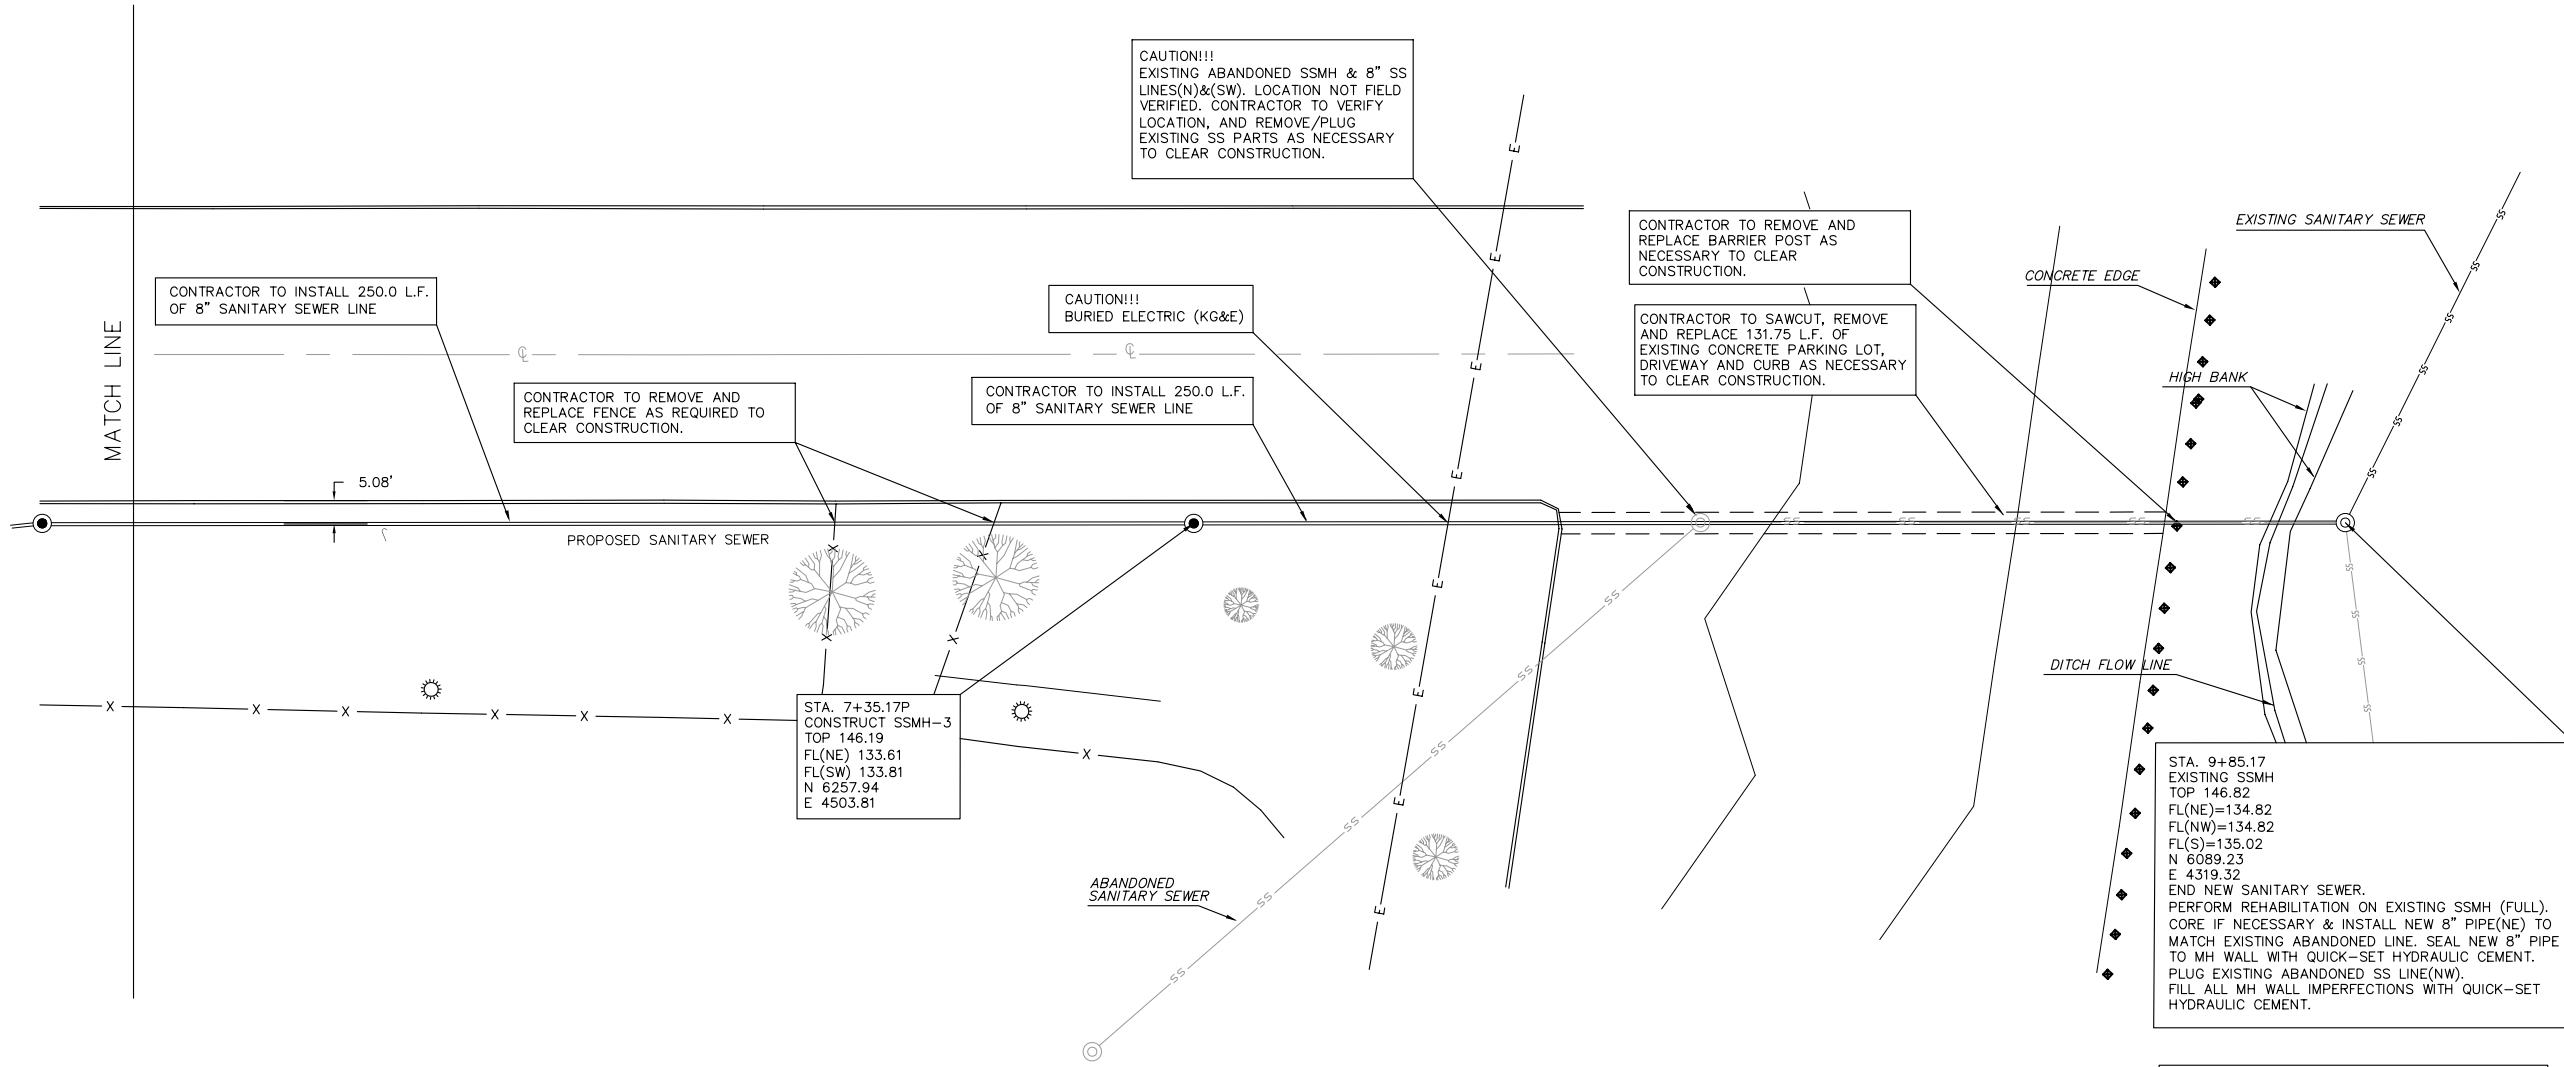 CAUTION!!!
EXISTING ABANDONED SSMH & 8" SS
LINES(N)&(SW). LOCATION NOT FIELD
VERIFIED. CONTRACTOR TO VERIFY
LOCATION, AND REMOVE/PLUG
EXISTING SS PARTS AS NECESSARY
TO CLEAR CONSTRUCTION.
CONTRACTOR TO REMOVE AND
REPLACE BARRIER POST AS
NECESSARY TO CLEAR
CONSTRUCTION.
EXISTING SANITARY SEWER
CONCRETE EDGE
CONTRACTOR TO INSTALL 250.0 L.F.
OF 8" SANITARY SEWER LINE
CAUTION!!!
BURIED ELECTRIC (KG&E)
CONTRACTOR TO SAWCUT, REMOVE
AND REPLACE 131.75 L.F. OF
EXISTING CONCRETE PARKING LOT,
DRIVEWAY AND CURB AS NECESSARY
TO CLEAR CONSTRUCTION.
MATCH LINE
CONTRACTOR TO REMOVE AND
REPLACE FENCE AS REQUIRED TO
CLEAR CONSTRUCTION.
CONTRACTOR TO INSTALL 250.0 L.F.
OF 8" SANITARY SEWER LINE
HIGH BANK
5.08'
PROPOSED SANITARY SEWER
DITCH FLOW LINE
STA. 7+35.17P
CONSTRUCT SSMH-3
TOP 146.19
FL(NE) 133.61
FL(SW) 133.81
N 6257.94
E 4503.81
ABANDONED
SANITARY SEWER
STA. 9+85.17
EXISTING SSMH
TOP 146.82
FL(NE)=134.82
FL(NW)=134.82
FL(S)=135.02
N 6089.23
E 4319.32
END NEW SANITARY SEWER.
PERFORM REHABILITATION ON EXISTING SSMH (FULL).
CORE IF NECESSARY & INSTALL NEW 8" PIPE(NE) TO
MATCH EXISTING ABANDONED LINE. SEAL NEW 8" PIPE
TO MH WALL WITH QUICK-SET HYDRAULIC CEMENT.
PLUG EXISTING ABANDONED SS LINE(NW).
FILL ALL MH WALL IMPERFECTIONS WITH QUICK-SET
HYDRAULIC CEMENT.